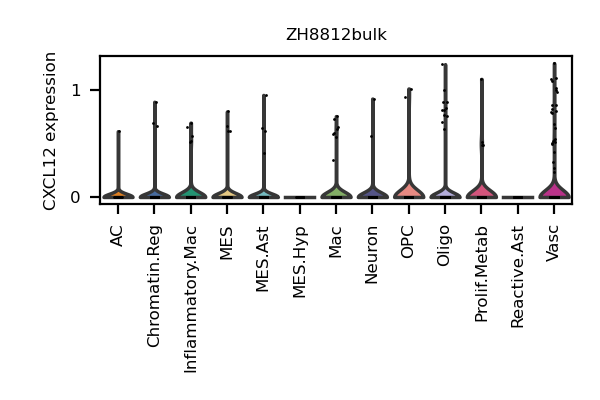 ZH8812bulk
CXCL12 expression
1
0
AC
Chromatin.Reg
Inflammatory.Mac
MES
MES.Ast
MES.Hyp
Mac
Neuron
OPC
Oligo
Prolif.Metab
Reactive.Ast
Vasc